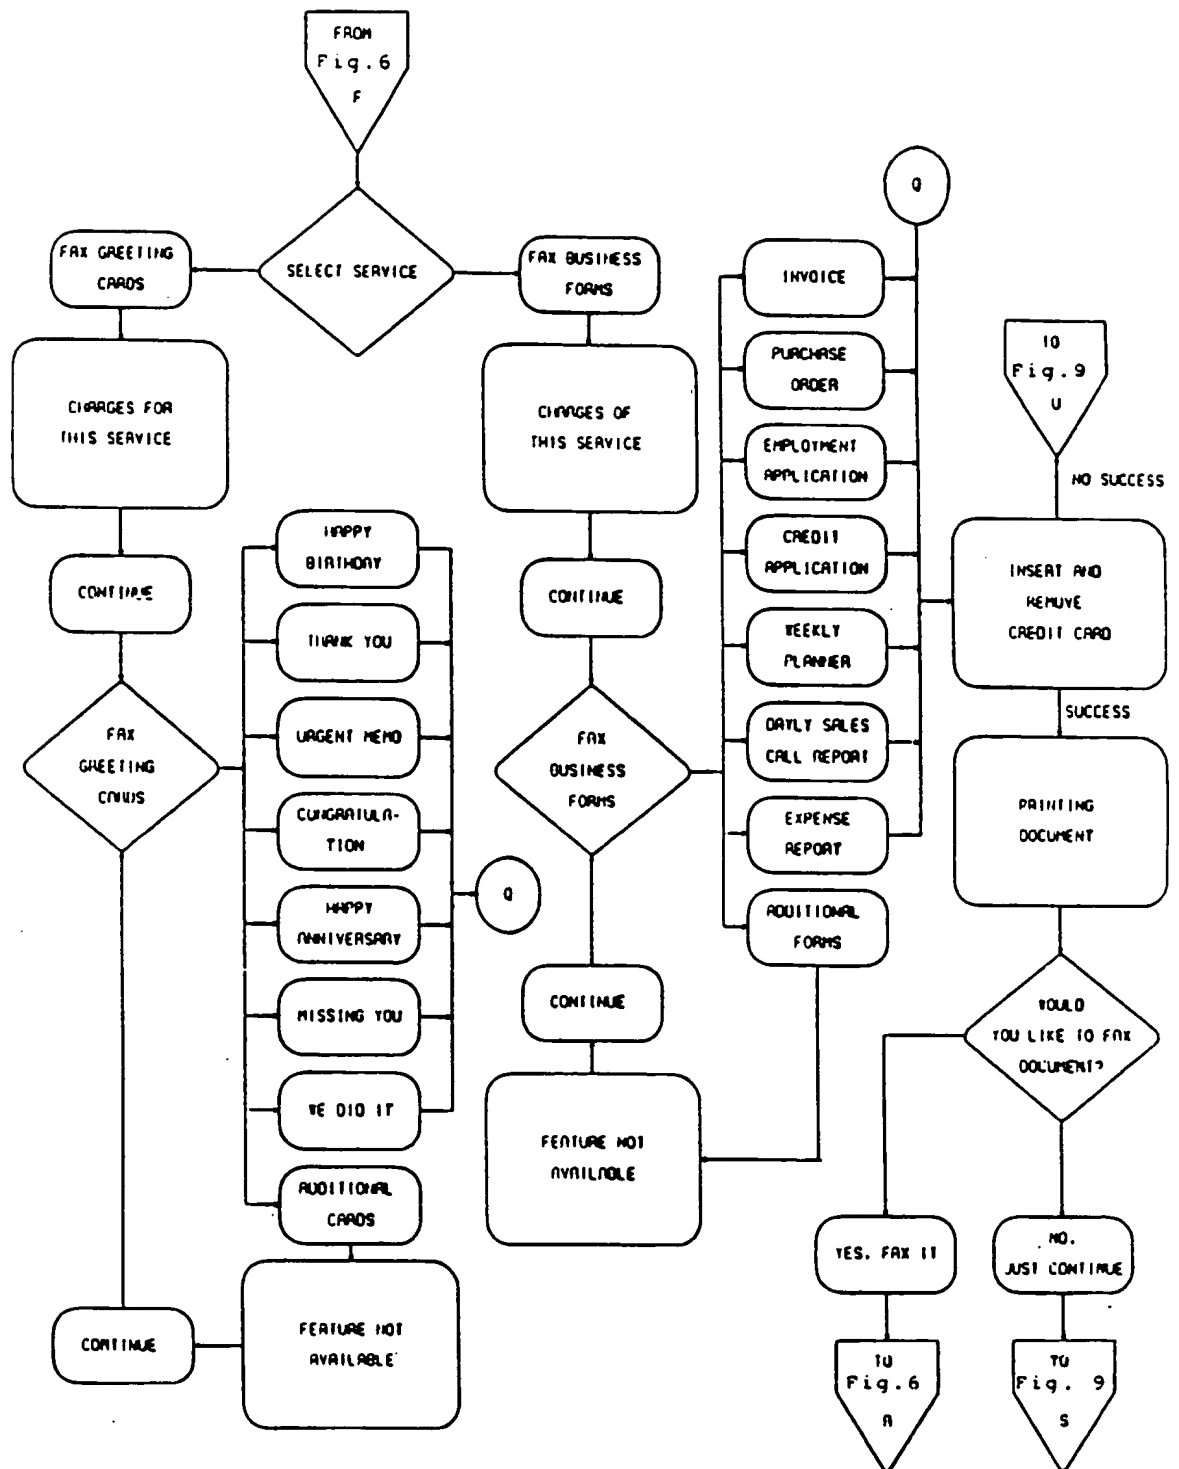 FROM
Fig.6
F
SELECT SERVICE
FAX GREETING
CARDS
CHARGES FOR
THIS SERVICE
CONTINUE
FAX
GREETING
CARDS
HAPPY
BIRTHDAY
THANK YOU
URGENT MEMO
CONGRATULA-
TION
HAPPY
ANNIVERSARY
MISSING YOU
WE DID IT
ADDITIONAL
CARDS
FEATURE NOT
AVAILABLE
CONTINUE
Q
FAX BUSINESS
FORMS
CHARGES OF
THIS SERVICE
CONTINUE
FAX
BUSINESS
FORMS
CONTINUE
FEATURE NOT
AVAILABLE
Q
INVOICE
PURCHASE
ORDER
EMPLOYMENT
APPLICATION
CREDIT
APPLICATION
WEEKLY
PLANNER
DAYLY SALES
CALL REPORT
EXPENSE
REPORT
ADDITIONAL
FORMS
TO
Fig.9
U
NO SUCCESS
INSERT AND
REMOVE
CREDIT CARD
SUCCESS
PRINTING
DOCUMENT
WOULD
YOU LIKE TO FAX
DOCUMENT?
YES. FAX IT
TO
Fig.6
A
NO.
JUST CONTINUE
TO
Fig. 9
S